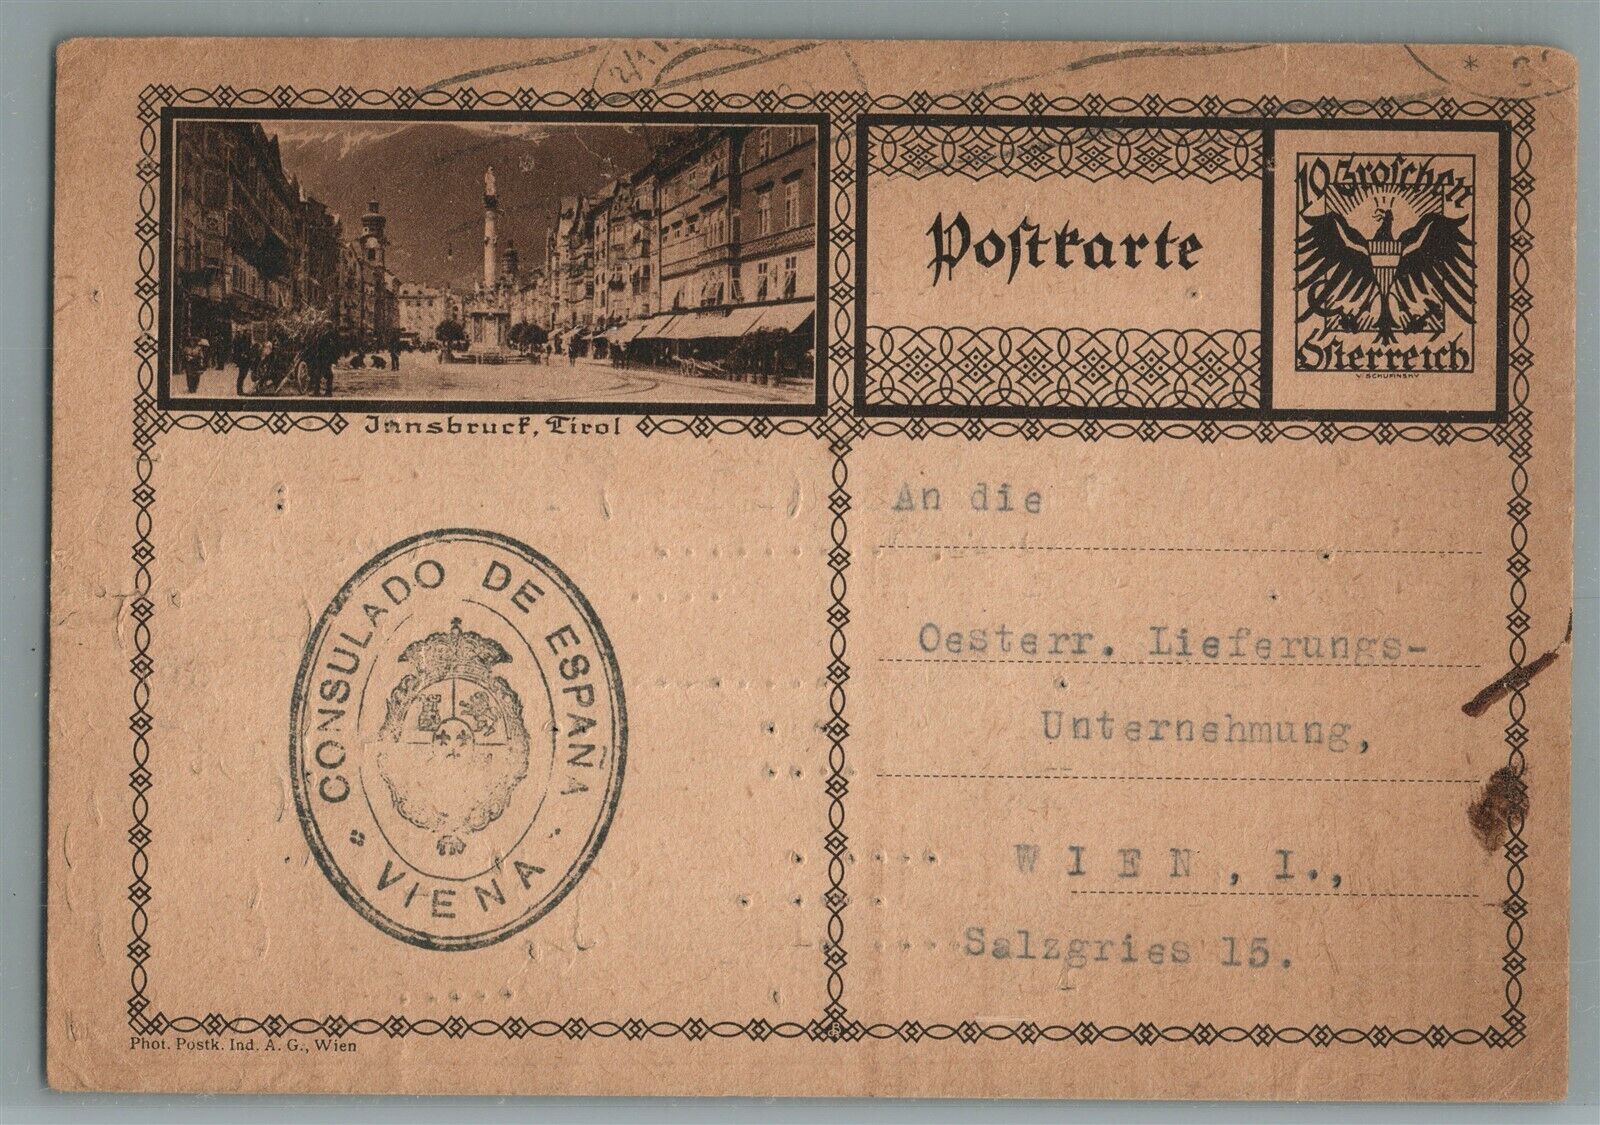 Postkarte
10 Groschen
Österreich
V. SCHUFINSKY
Innsbruck, Tirol
CONSULADO DE ESPAÑA
VIENA
An die
Oesterr. Lieferungs-
Unternehmung,
WIEN, I.,
Salzgries 15.
Phot. Postk. Ind. A. G., Wien